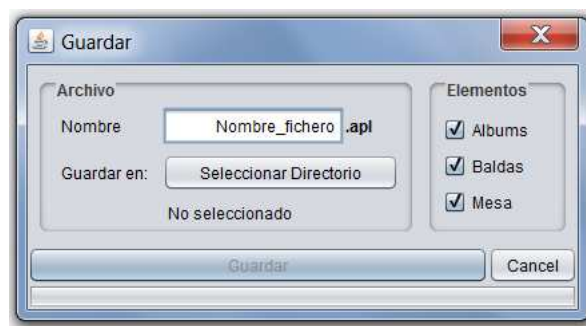 Guardar
Archivo
Nombre Nombre_fichero .apl
Guardar en: Seleccionar Directorio
No seleccionado
Elementos
Albums
Baldas
Mesa
Guardar Cancel